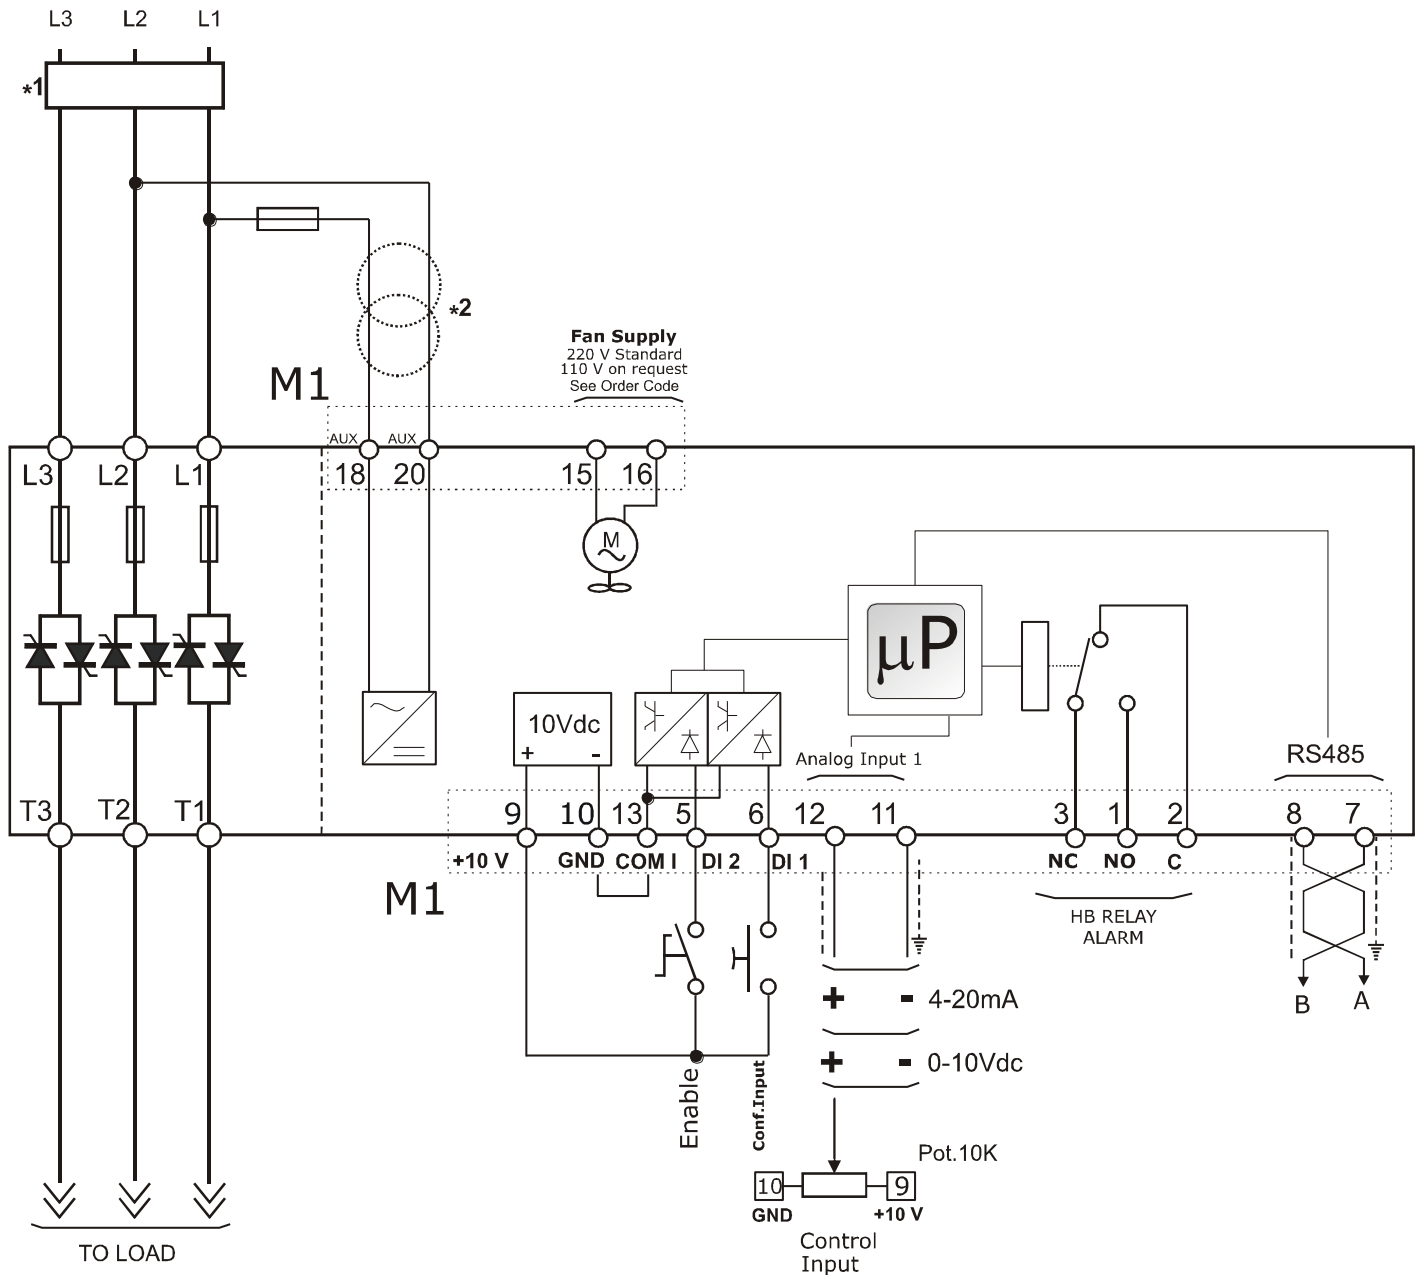 L3 L2 L1
*1
*2
Fan Supply
220 V Standard
110 V on request
See Order Code
M1
AUX AUX
L3 L2 L1 18 20 15 16
M
µP
10Vdc
+ -
Analog Input 1
RS485
T3 T2 T1 9 10 13 5 6 12 11 3 1 2 8 7
+10 V GND COM I DI 2 DI 1 NC NO C
M1
HB RELAY
ALARM
+ - 4-20mA
B A
+ - 0-10Vdc
Enable
Conf.Input
Pot.10K
10 9
GND +10 V
Control
Input
TO LOAD